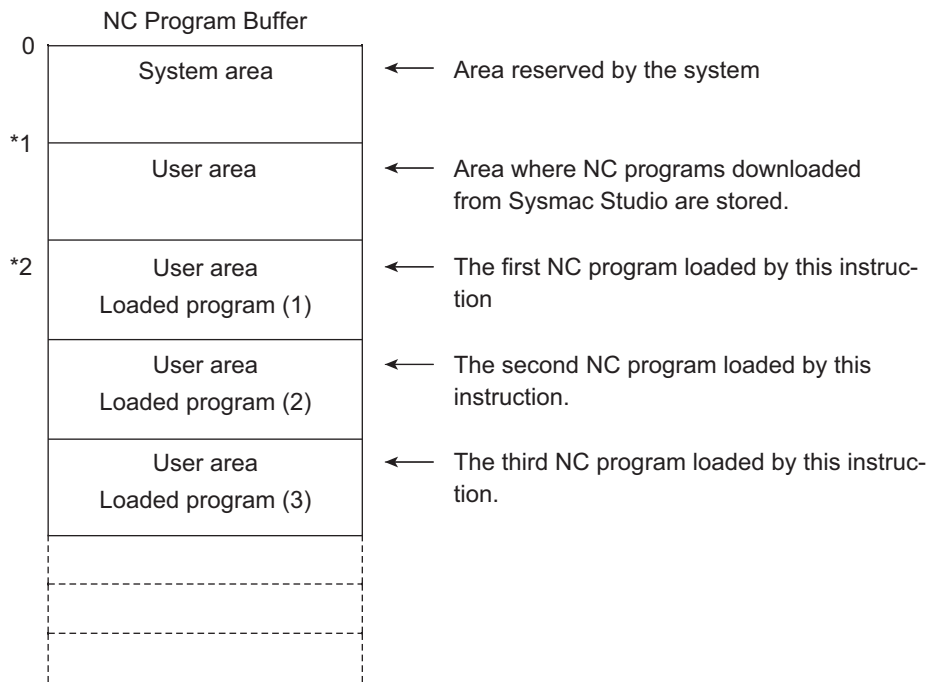 NC Program Buffer
0
System area
Area reserved by the system
*1
User area
Area where NC programs downloaded
from Sysmac Studio are stored.
*2
User area
Loaded program (1)
The first NC program loaded by this instruc-
tion
User area
Loaded program (2)
The second NC program loaded by this
instruction.
User area
Loaded program (3)
The third NC program loaded by this instruc-
tion.